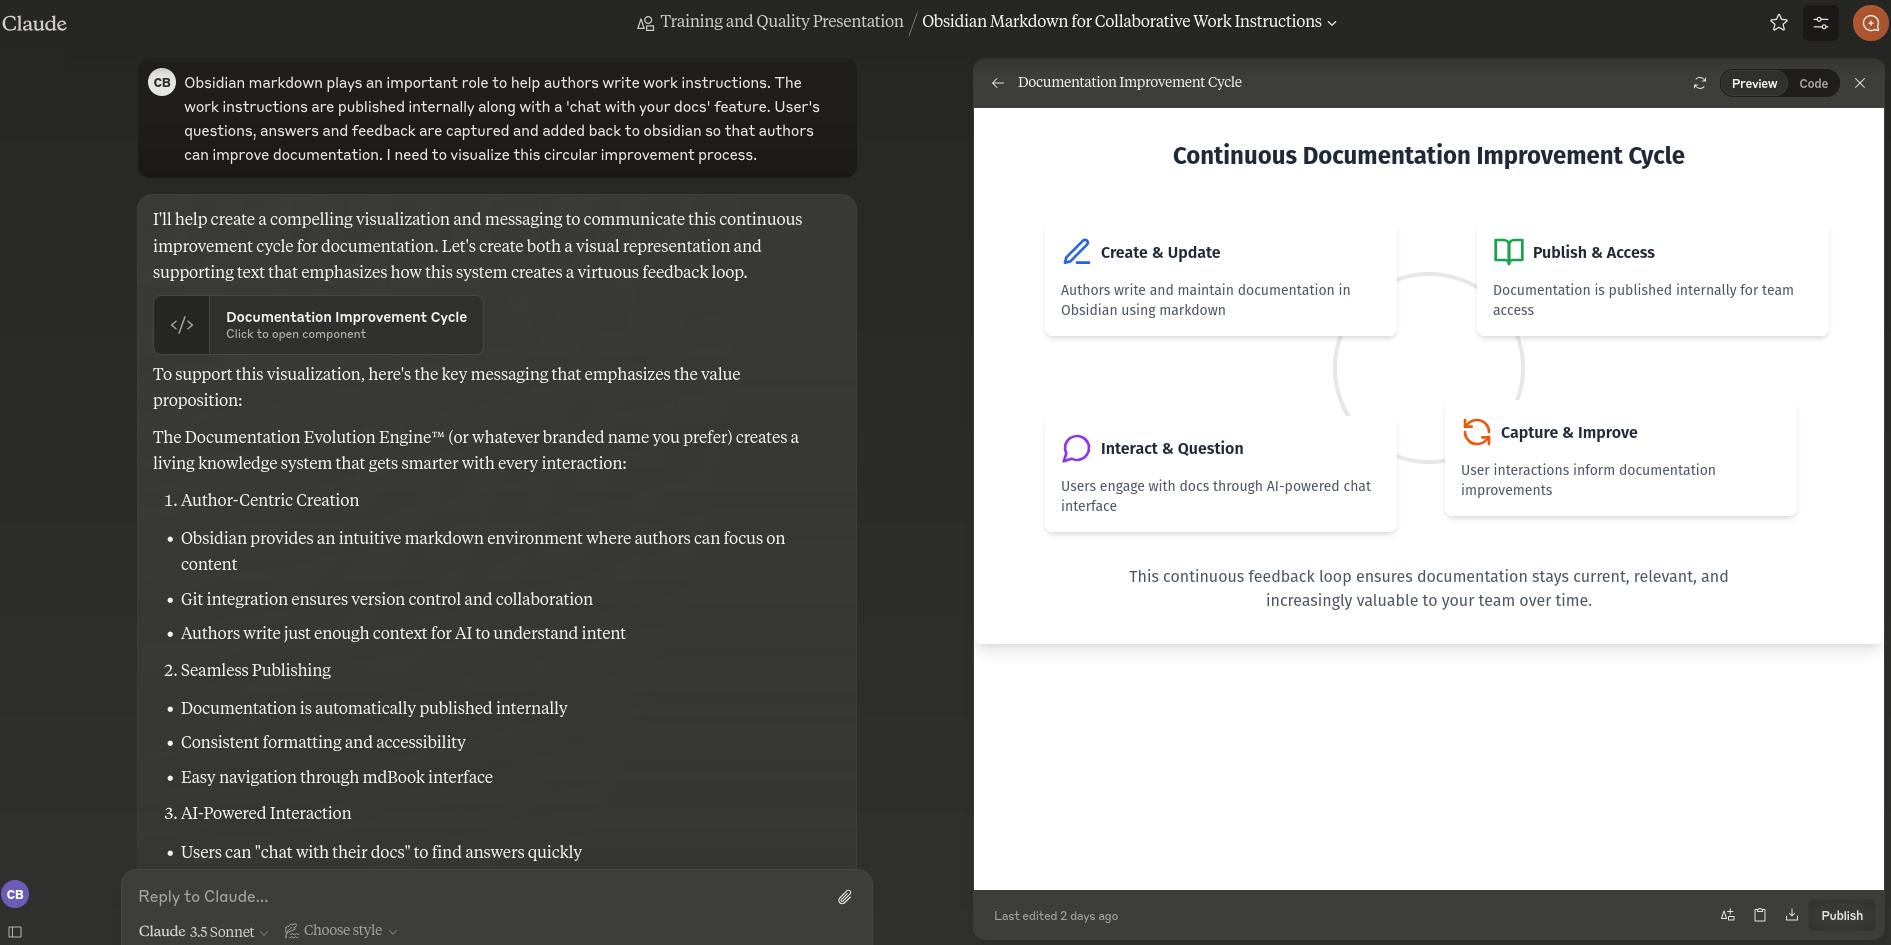 Claude
Training and Quality Presentation / Obsidian Markdown for Collaborative Work Instructions
CB
Obsidian markdown plays an important role to help authors write work instructions. The
work instructions are published internally along with a 'chat with your docs' feature. User's
questions, answers and feedback are captured and added back to obsidian so that authors
can improve documentation. I need to visualize this circular improvement process.
I'll help create a compelling visualization and messaging to communicate this continuous
improvement cycle for documentation. Let's create both a visual representation and
supporting text that emphasizes how this system creates a virtuous feedback loop.
</>
Documentation Improvement Cycle
Click to open component
To support this visualization, here's the key messaging that emphasizes the value
proposition:
The Documentation Evolution Engine™ (or whatever branded name you prefer) creates a
living knowledge system that gets smarter with every interaction:
1. Author-Centric Creation
• Obsidian provides an intuitive markdown environment where authors can focus on
content
• Git integration ensures version control and collaboration
• Authors write just enough context for AI to understand intent
2. Seamless Publishing
• Documentation is automatically published internally
• Consistent formatting and accessibility
• Easy navigation through mdBook interface
3. AI-Powered Interaction
• Users can "chat with their docs" to find answers quickly
Reply to Claude...
Claude 3.5 Sonnet
Choose style
CB
Documentation Improvement Cycle
Preview
Code
Continuous Documentation Improvement Cycle
Create & Update
Authors write and maintain documentation in
Obsidian using markdown
Publish & Access
Documentation is published internally for team
access
Interact & Question
Users engage with docs through AI-powered chat
interface
Capture & Improve
User interactions inform documentation
improvements
This continuous feedback loop ensures documentation stays current, relevant, and
increasingly valuable to your team over time.
Last edited 2 days ago
Publish